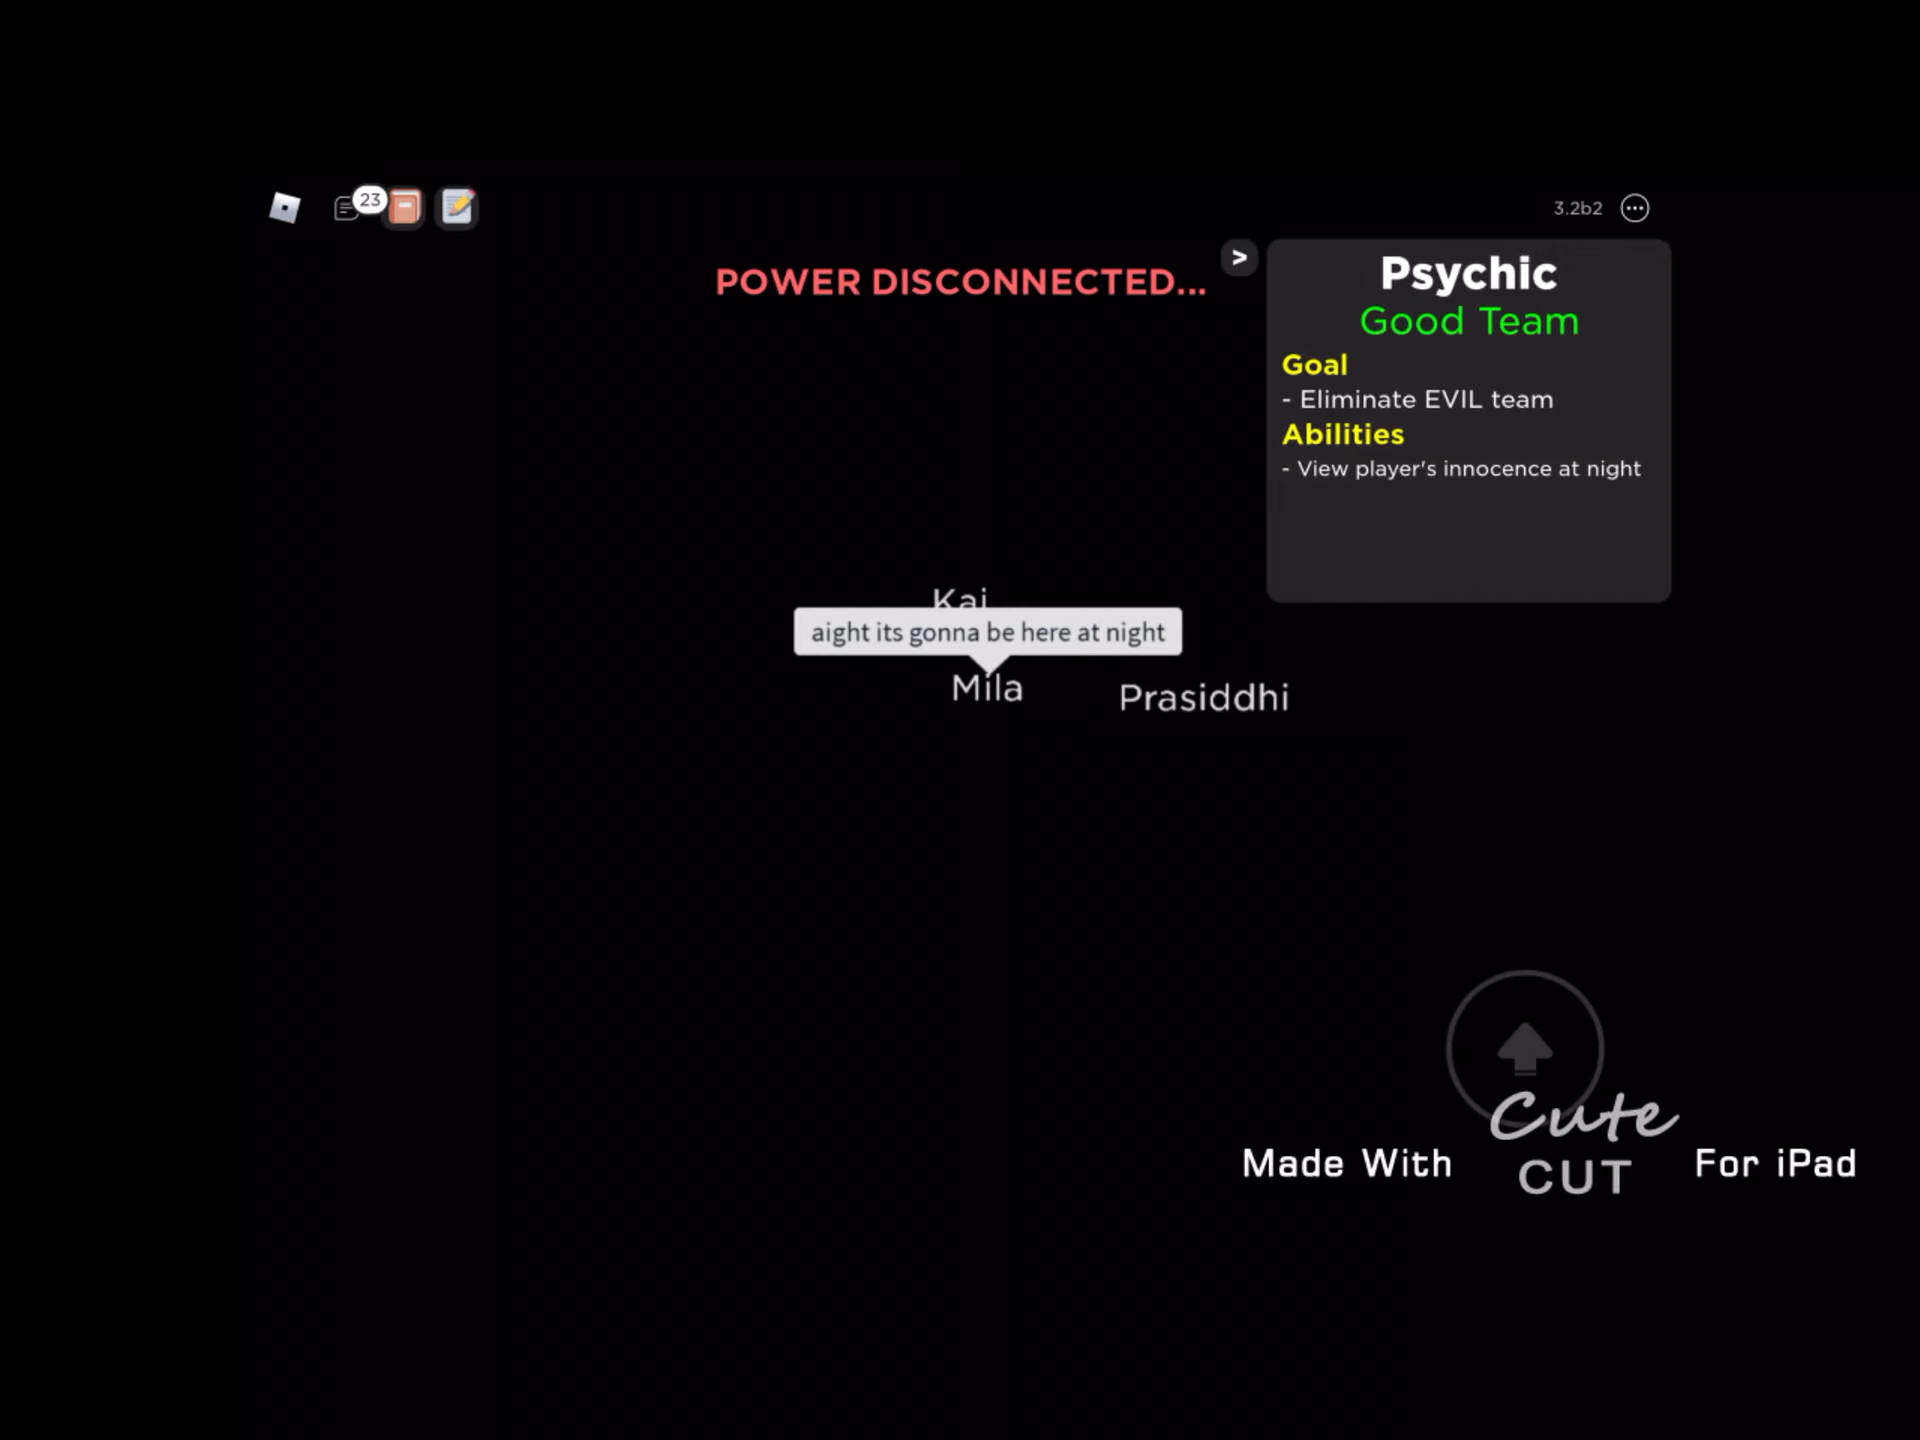 23
3.2b2
POWER DISCONNECTED...
>
Psychic
Good Team
Goal
- Eliminate EVIL team
Abilities
- View player's innocence at night
Kai
aight its gonna be here at night
Mila
Prasiddhi
Made With Cute CUT For iPad